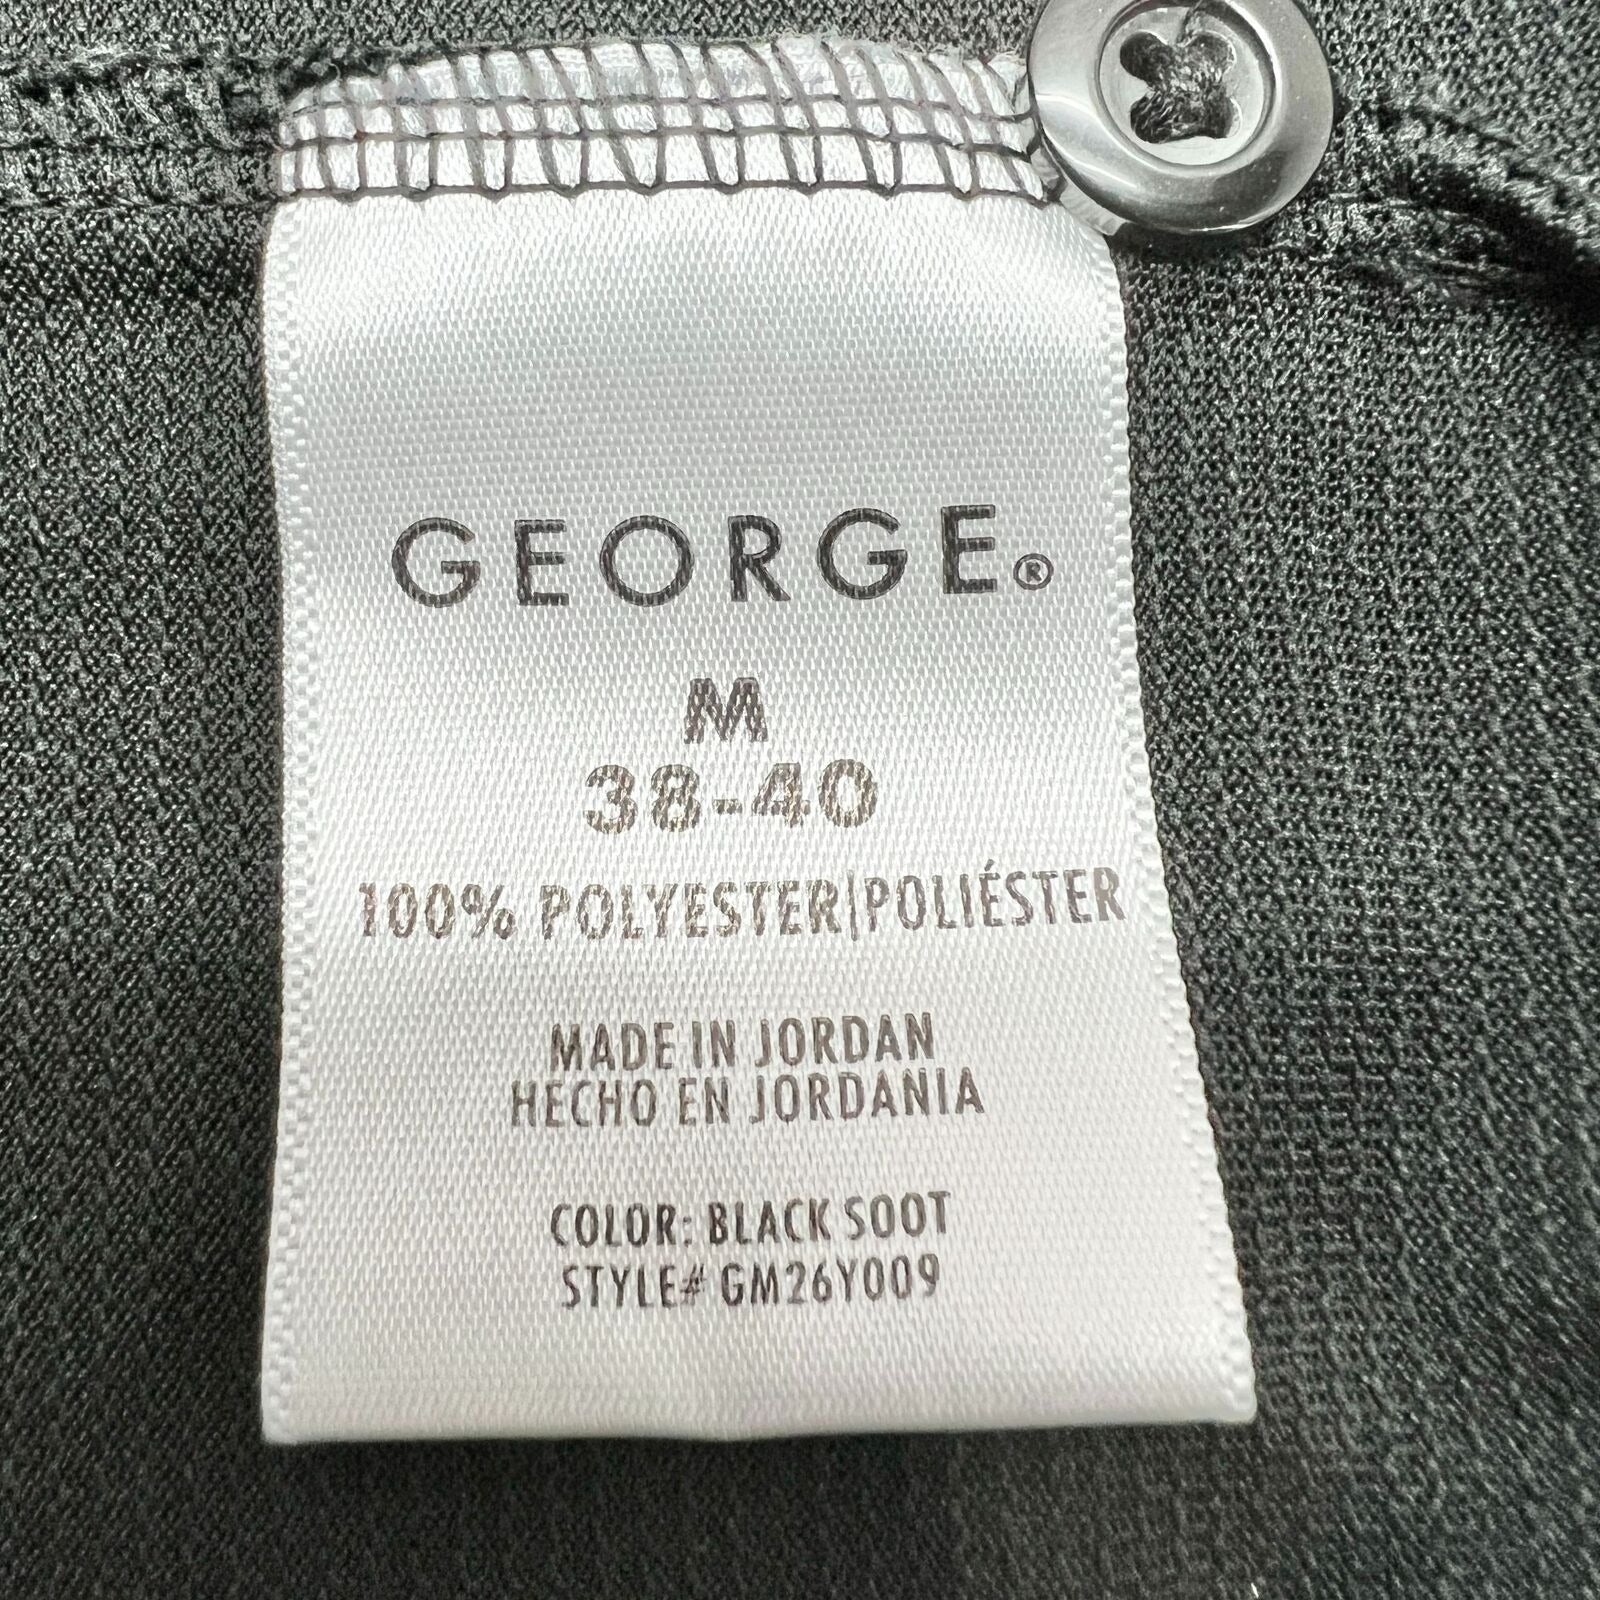 GEORGE®
M
38-40
100% POLYESTER|POLIÉSTER
MADE IN JORDAN
HECHO EN JORDANIA
COLOR: BLACK SOOT
STYLE# GM26Y009